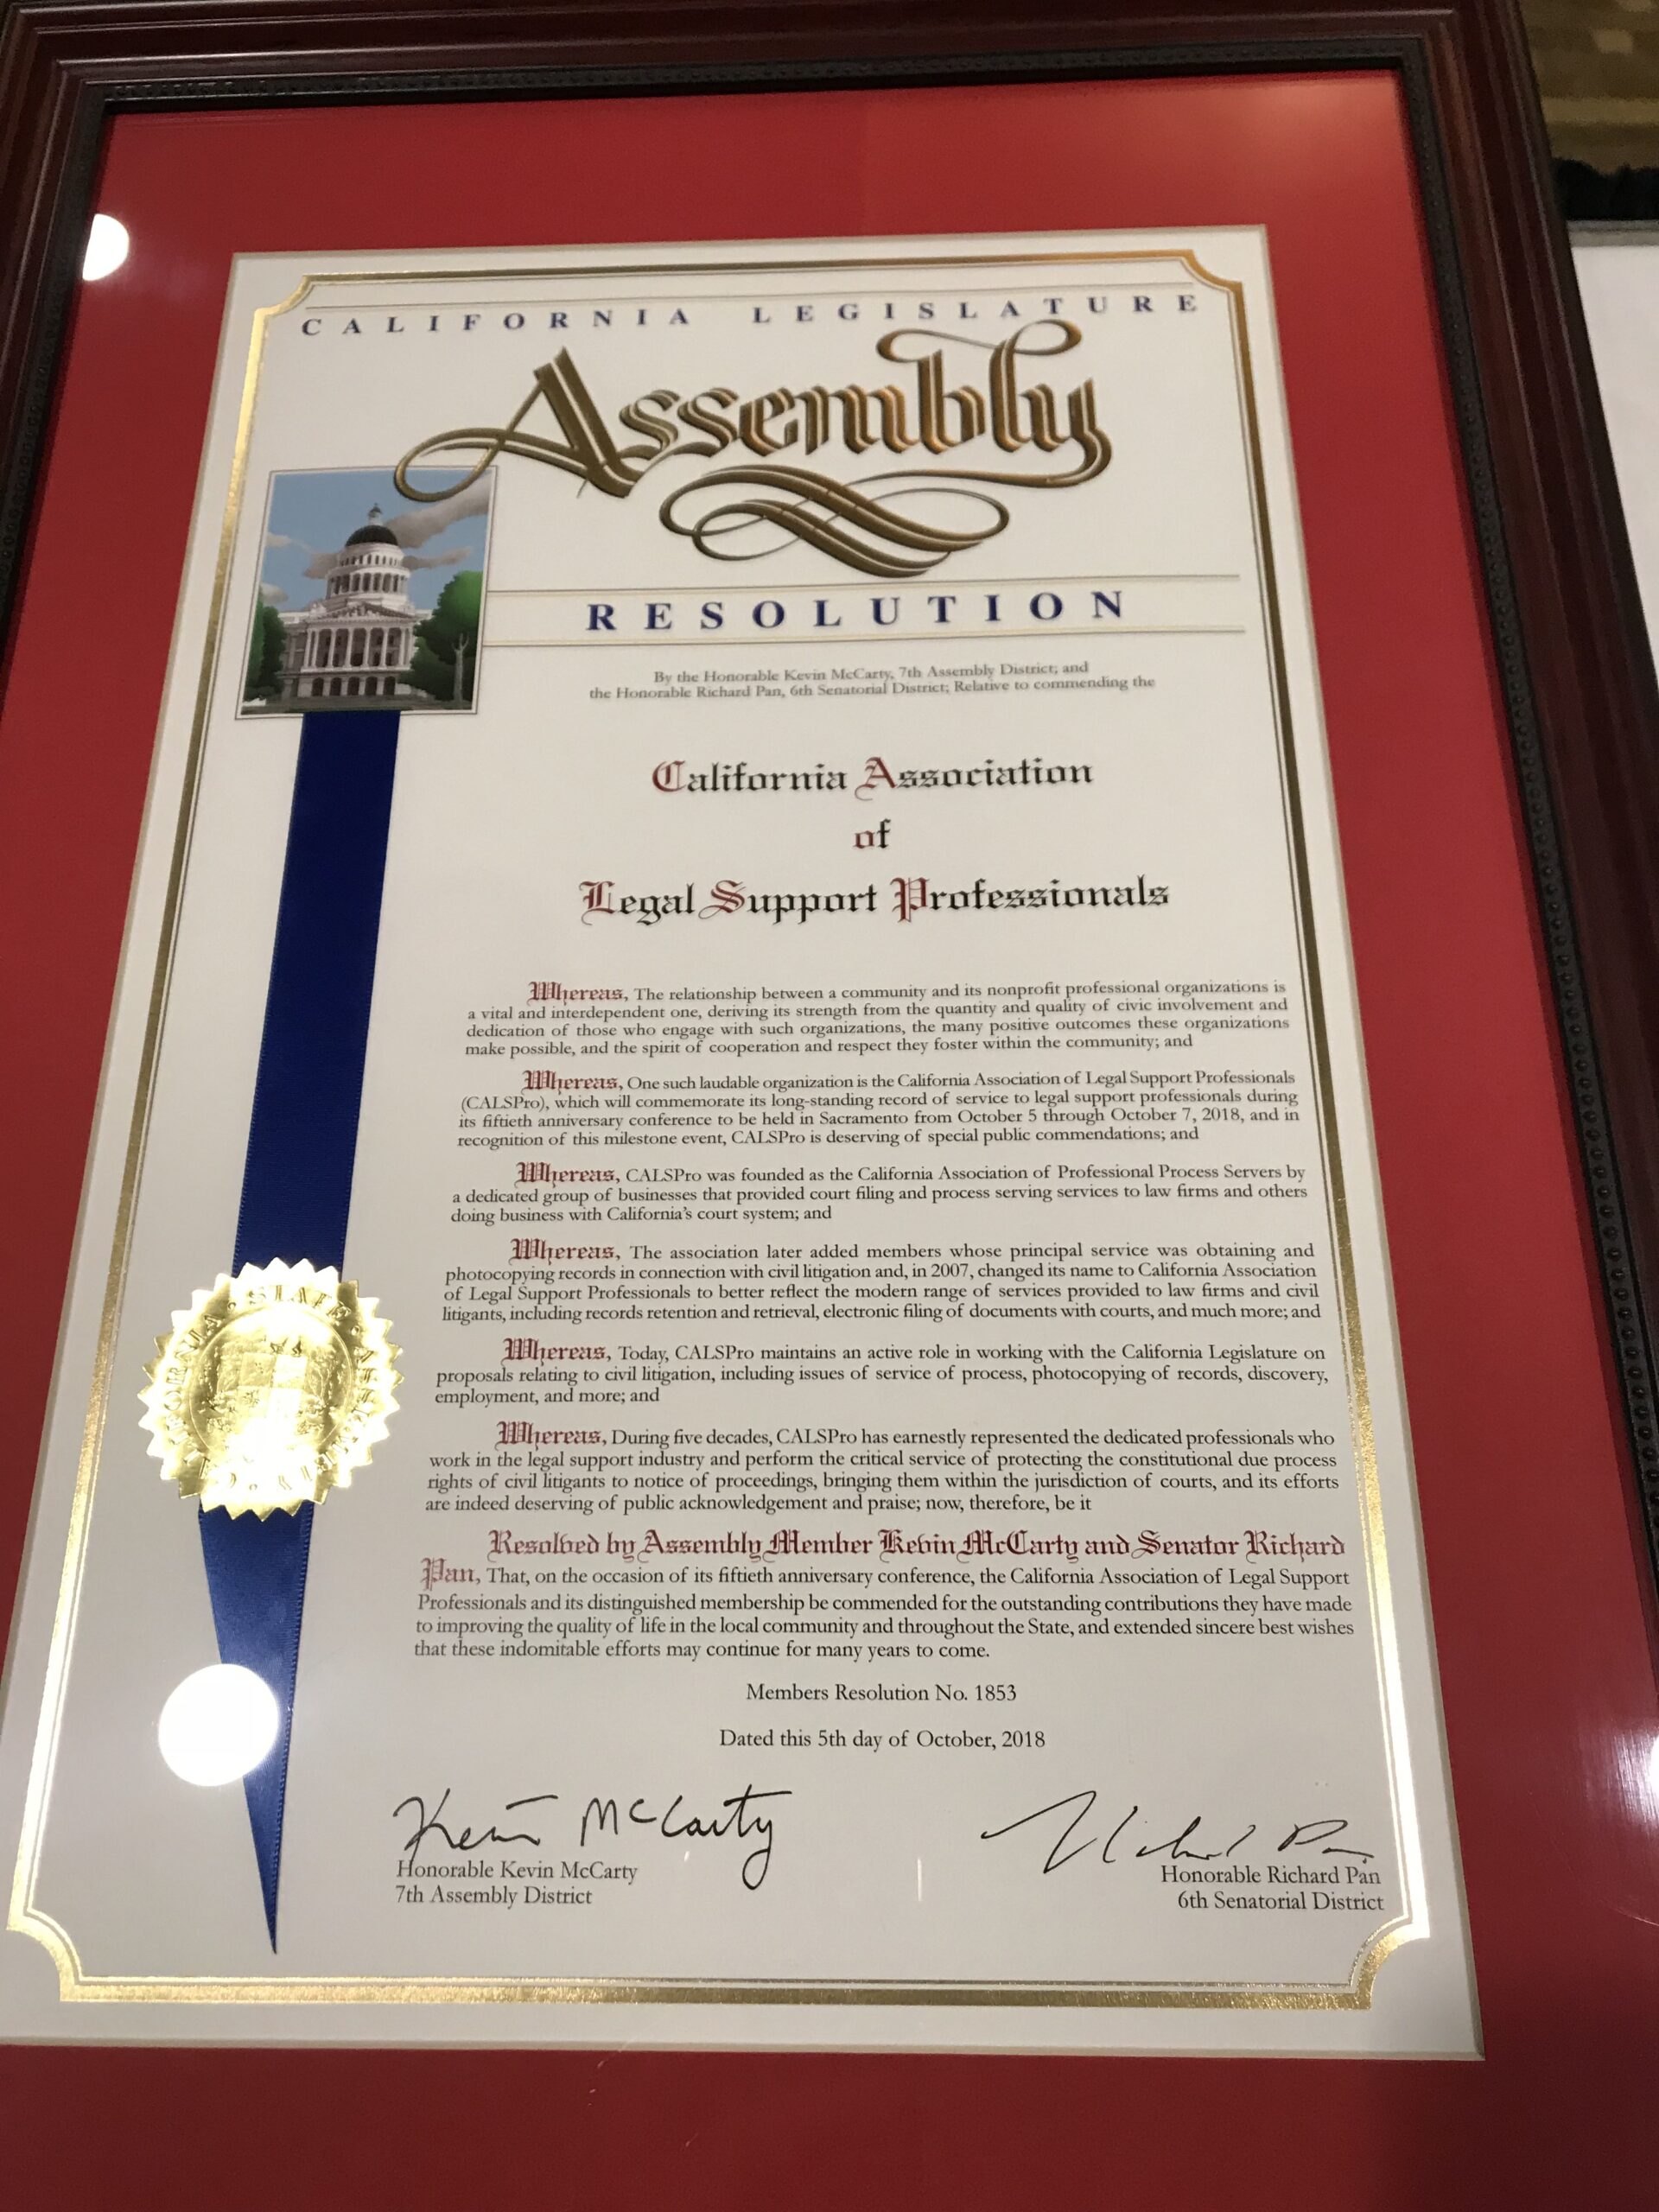 CALIFORNIA LEGISLATURE
Assembly
RESOLUTION
By the Honorable Kevin McCarty, 7th Assembly District; and
the Honorable Richard Pan, 6th Senatorial District; Relative to commending the
California Association
of
Legal Support Professionals
Whereas, The relationship between a community and its nonprofit professional organizations is
a vital and interdependent one, deriving its strength from the quantity and quality of civic involvement and
dedication of those who engage with such organizations, the many positive outcomes these organizations
make possible, and the spirit of cooperation and respect they foster within the community; and
Whereas, One such laudable organization is the California Association of Legal Support Professionals
(CALSPro), which will commemorate its long-standing record of service to legal support professionals during
its fiftieth anniversary conference to be held in Sacramento from October 5 through October 7, 2018, and in
recognition of this milestone event, CALSPro is deserving of special public commendations; and
Whereas, CALSPro was founded as the California Association of Professional Process Servers by
a dedicated group of businesses that provided court filing and process serving services to law firms and others
doing business with California's court system; and
Whereas, The association later added members whose principal service was obtaining and
photocopying records in connection with civil litigation and, in 2007, changed its name to California Association
of Legal Support Professionals to better reflect the modern range of services provided to law firms and civil
litigants, including records retention and retrieval, electronic filing of documents with courts, and much more; and
Whereas, Today, CALSPro maintains an active role in working with the California Legislature on
proposals relating to civil litigation, including issues of service of process, photocopying of records, discovery,
employment, and more; and
Whereas, During five decades, CALSPro has earnestly represented the dedicated professionals who
work in the legal support industry and perform the critical service of protecting the constitutional due process
rights of civil litigants to notice of proceedings, bringing them within the jurisdiction of courts, and its efforts
are indeed deserving of public acknowledgement and praise; now, therefore, be it
Resolved by Assembly Member Kevin McCarty and Senator Richard
Pan, That, on the occasion of its fiftieth anniversary conference, the California Association of Legal Support
Professionals and its distinguished membership be commended for the outstanding contributions they have made
to improving the quality of life in the local community and throughout the State, and extended sincere best wishes
that these indomitable efforts may continue for many years to come.
Members Resolution No. 1853
Dated this 5th day of October, 2018
Kevin McCarty
Richard Pan
Honorable Kevin McCarty
7th Assembly District
Honorable Richard Pan
6th Senatorial District